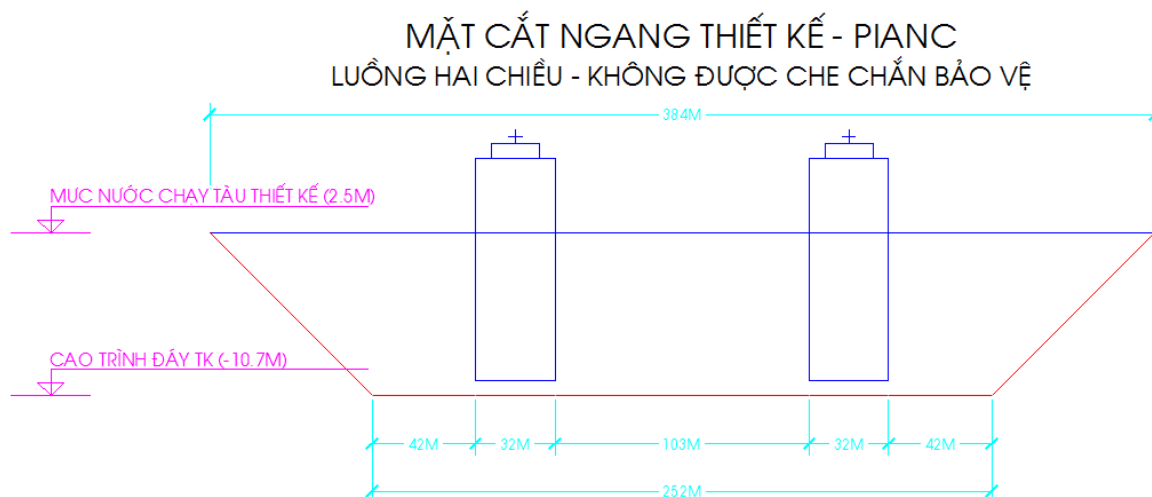 MẶT CẮT NGANG THIẾT KẾ - PIANC
LUỒNG HAI CHIỀU - KHÔNG ĐƯỢC CHE CHẮN BẢO VỆ
384M
MỰC NƯỚC CHẠY TÀU THIẾT KẾ (2.5M)
CAO TRÌNH ĐÁY TK (-10.7M)
42M 32M 103M 32M 42M
252M